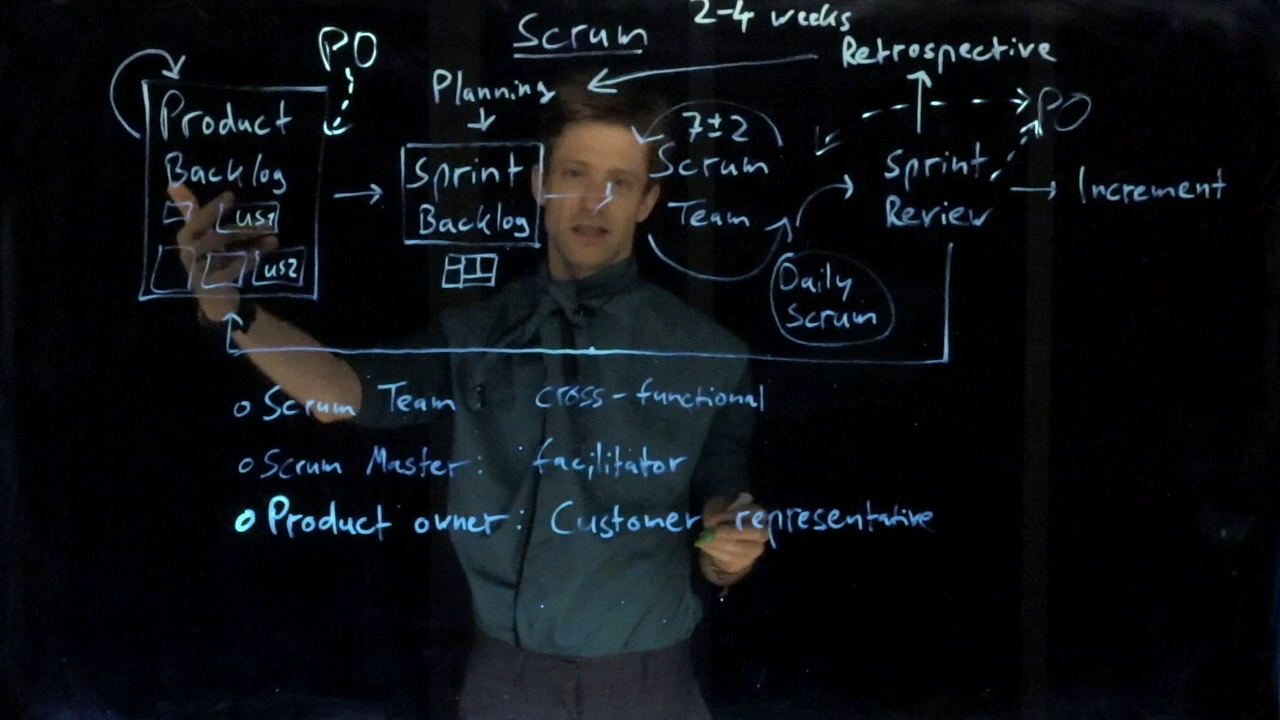 2-4 weeks
Scrum
PO
Retrospective
Planning
PO
Product
Backlog
US1
US2
Sprint
Backlog
7±2
Scrum
Team
Sprint
Review
Increment
Daily
Scrum
o Scrum Team : cross-functional
o Scrum Master: facilitator
o Product owner: Customer representative